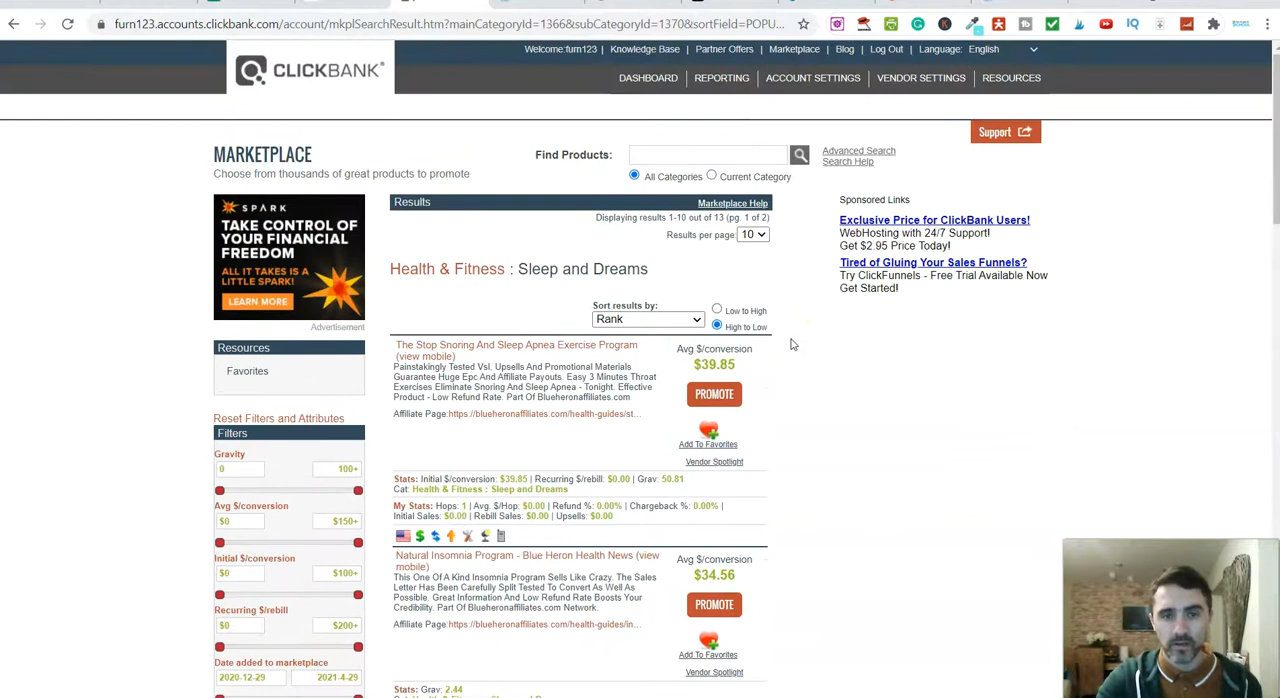 furn123.accounts.clickbank.com/account/mkplSearchResult.htm?mainCategoryId=1366&subCategoryId=1370&sortField=POPU...
Welcome:furn123 | Knowledge Base | Partner Offers | Marketplace | Blog | Log Out | Language: English
CLICKBANK
DASHBOARD | REPORTING | ACCOUNT SETTINGS | VENDOR SETTINGS | RESOURCES
Support
MARKETPLACE
Choose from thousands of great products to promote
Find Products:
Advanced Search
Search Help
All Categories Current Category
SPARK
TAKE CONTROL OF
YOUR FINANCIAL
FREEDOM
ALL IT TAKES IS A
LITTLE SPARK!
LEARN MORE
Advertisement
Resources
Favorites
Reset Filters and Attributes
Filters
Gravity
0 100+
Avg $/conversion
$0 $150+
Initial $/conversion
$0 $100+
Recurring $/rebill
$0 $200+
Date added to marketplace
2020-12-29 2021-4-29
Results Marketplace Help
Displaying results 1-10 out of 13 (pg. 1 of 2)
Results per page: 10
Health & Fitness : Sleep and Dreams
Sort results by:
Rank
Low to High
High to Low
The Stop Snoring And Sleep Apnea Exercise Program
(view mobile)
Painstakingly Tested Vsl, Upsells And Promotional Materials
Guarantee Huge Epc And Affiliate Payouts. Easy 3 Minutes Throat
Exercises Eliminate Snoring And Sleep Apnea - Tonight. Effective
Product - Low Refund Rate. Part Of Blueheronaffiliates.com
Affiliate Page:https://blueheronaffiliates.com/health-guides/st...
Avg $/conversion
$39.85
PROMOTE
Add To Favorites
Vendor Spotlight
Stats: Initial $/conversion: $39.85 | Recurring $/rebill: $0.00 | Grav: 50.81
Cat: Health & Fitness : Sleep and Dreams
My Stats: Hops: 1 | Avg. $/Hop: $0.00 | Refund %: 0.00% | Chargeback %: 0.00% |
Initial Sales: $0.00 | Rebill Sales: $0.00 | Upsells: $0.00
Natural Insomnia Program - Blue Heron Health News (view
mobile)
This One Of A Kind Insomnia Program Sells Like Crazy. The Sales
Letter Has Been Carefully Split Tested To Convert As Well As
Possible. Great Information And Low Refund Rate Boosts Your
Credibility. Part Of Blueheronaffiliates.com Network.
Affiliate Page:https://blueheronaffiliates.com/health-guides/in...
Avg $/conversion
$34.56
PROMOTE
Add To Favorites
Vendor Spotlight
Stats: Grav: 2.44
Sponsored Links
Exclusive Price for ClickBank Users!
WebHosting with 24/7 Support!
Get $2.95 Price Today!
Tired of Gluing Your Sales Funnels?
Try ClickFunnels - Free Trial Available Now
Get Started!